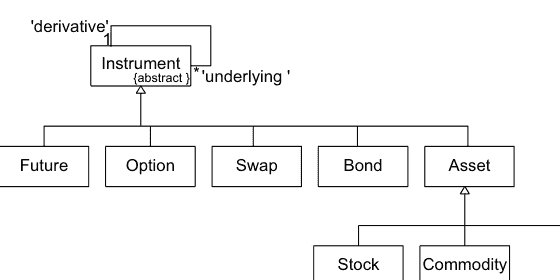 'derivative'
1
Instrument
{abstract }
* 'underlying '
Future
Option
Swap
Bond
Asset
Stock
Commodity